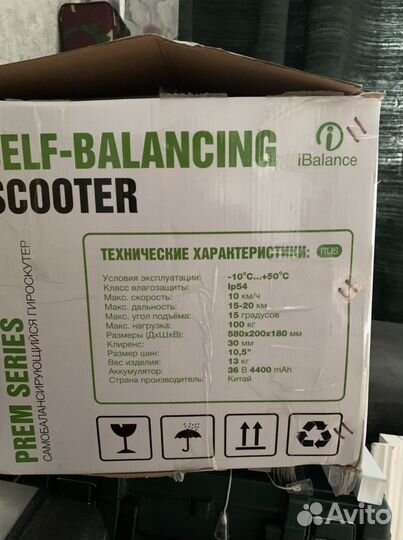 ELF-BALANCING
SCOOTER
iBalance
PREM SERIES
САМОБАЛАНСИРУЮЩИЙСЯ ГИРОСКУТЕР
ТЕХНИЧЕСКИЕ ХАРАКТЕРИСТИКИ: RUS
Условия эксплуатации: -10°C...+50°C
Класс влагозащиты: Ip54
Макс. скорость: 10 км/ч
Макс. дальность: 15-20 км
Макс. угол подъёма: 15 градусов
Макс. нагрузка: 100 кг
Размеры (ДхШхВ): 580x200x180 мм
Клиренс: 30 мм
Размер шин: 10,5"
Вес изделия: 13 кг
Аккумулятор: 36 В 4400 mAh
Страна производитель: Китай
Avito